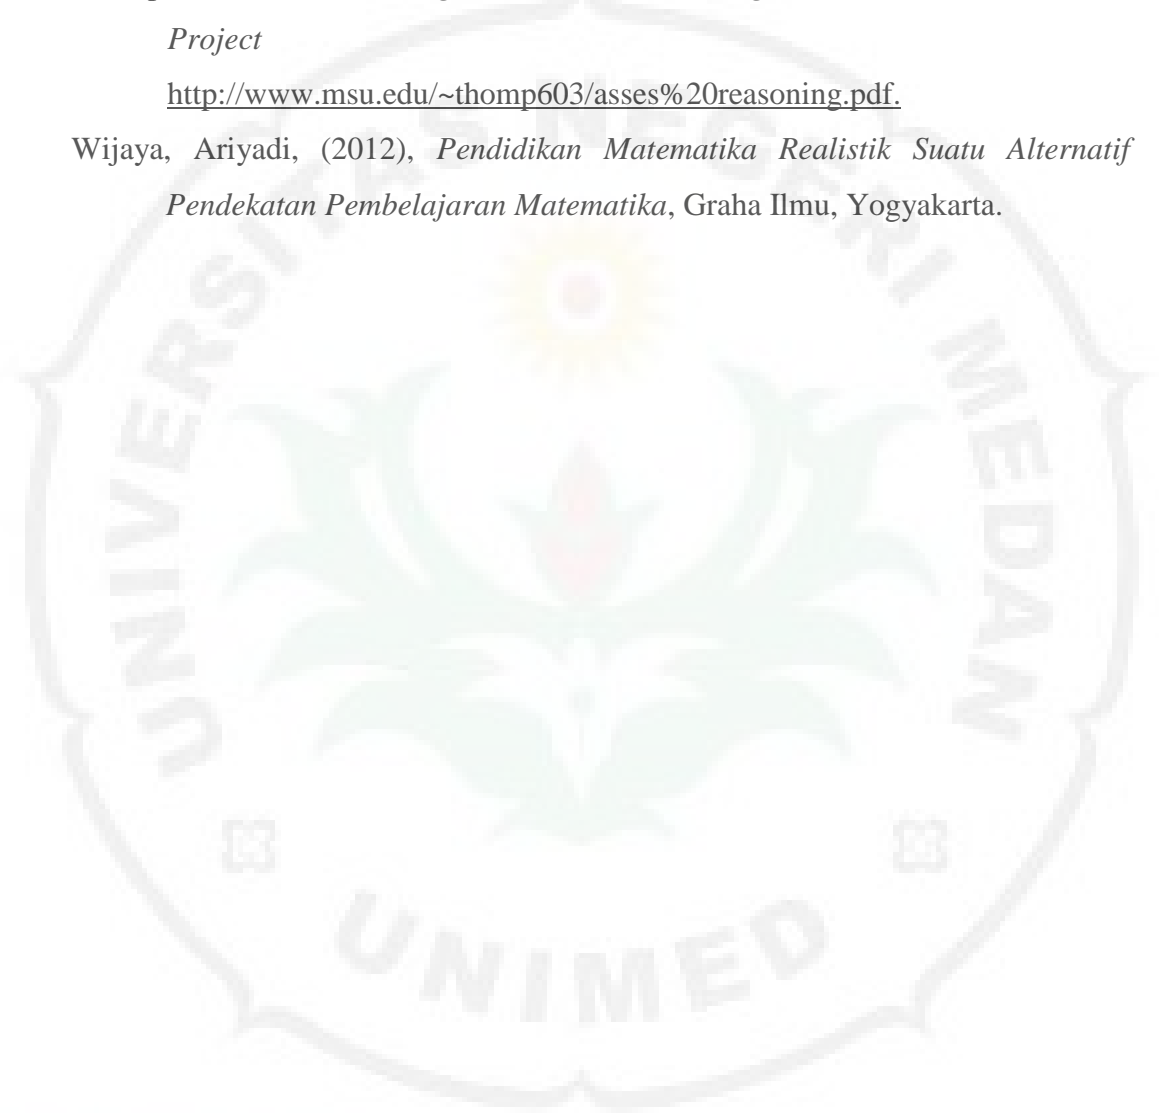 Project
http://www.msu.edu/~thomp603/asses%20reasoning.pdf.
Wijaya, Ariyadi, (2012), Pendidikan Matematika Realistik Suatu Alternatif
Pendekatan Pembelajaran Matematika, Graha Ilmu, Yogyakarta.
UNIVERSITAS NEGERI MEDAN
UNIMED